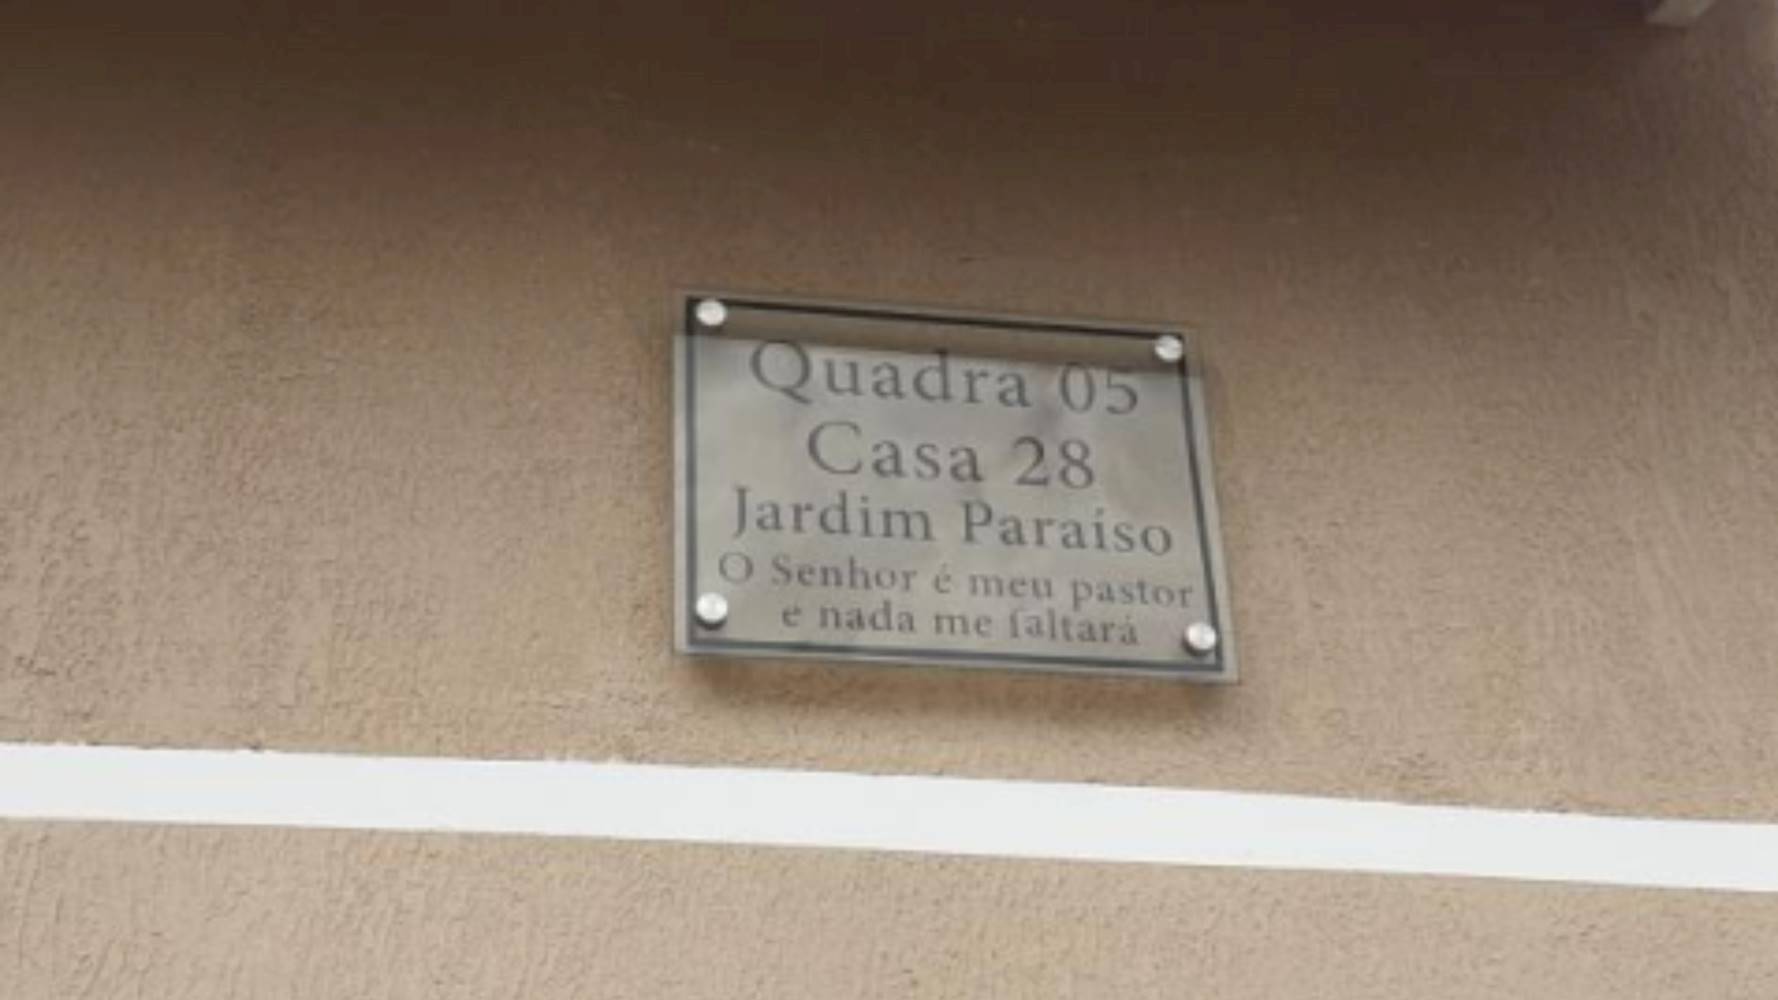 Quadra 05
Casa 28
Jardim Paraíso
O Senhor é meu pastor
e nada me faltará